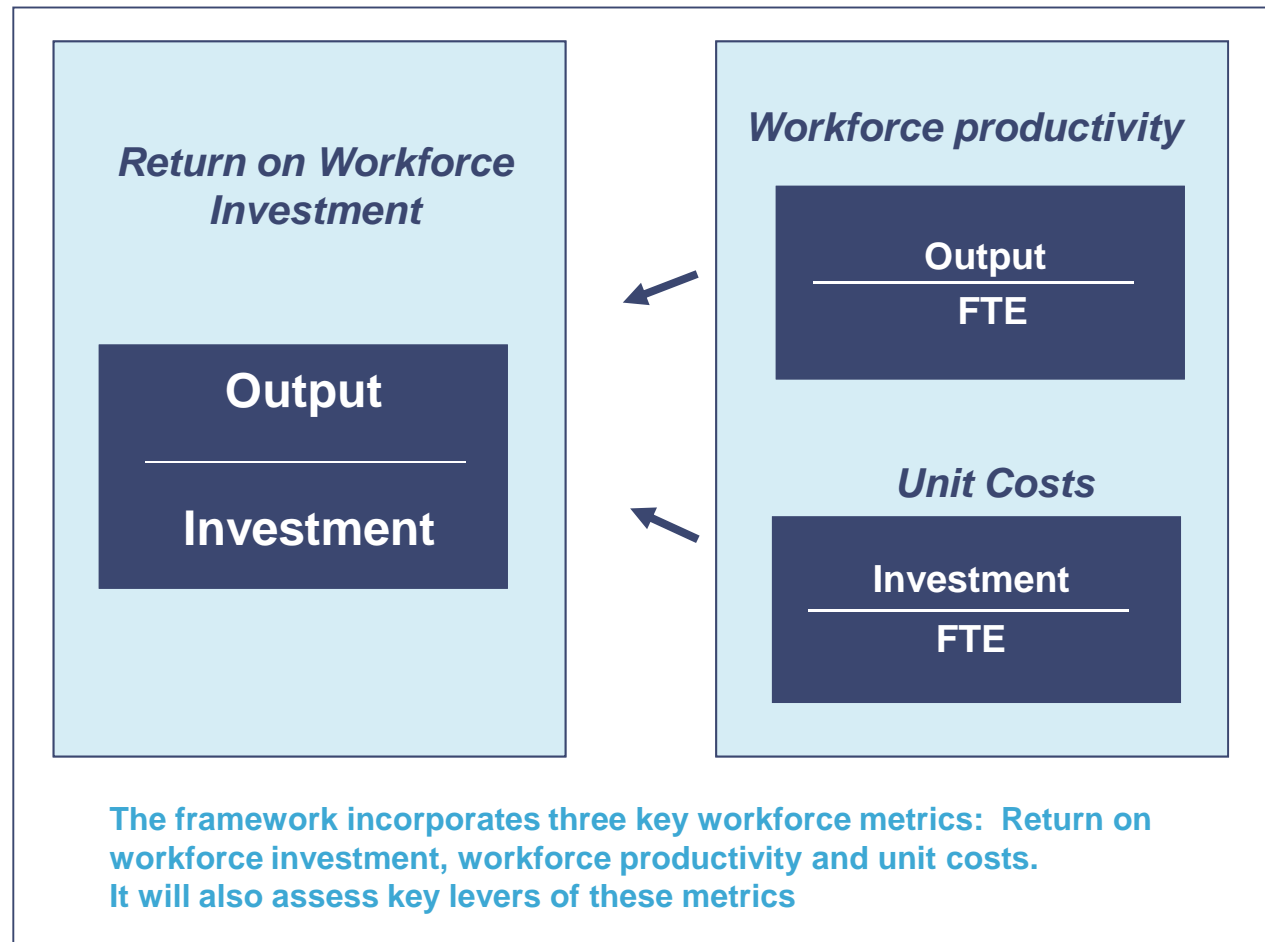 Return on Workforce
Investment
Output
Investment
Workforce productivity
Output
FTE
Unit Costs
Investment
FTE
The framework incorporates three key workforce metrics:  Return on
workforce investment, workforce productivity and unit costs.
It will also assess key levers of these metrics